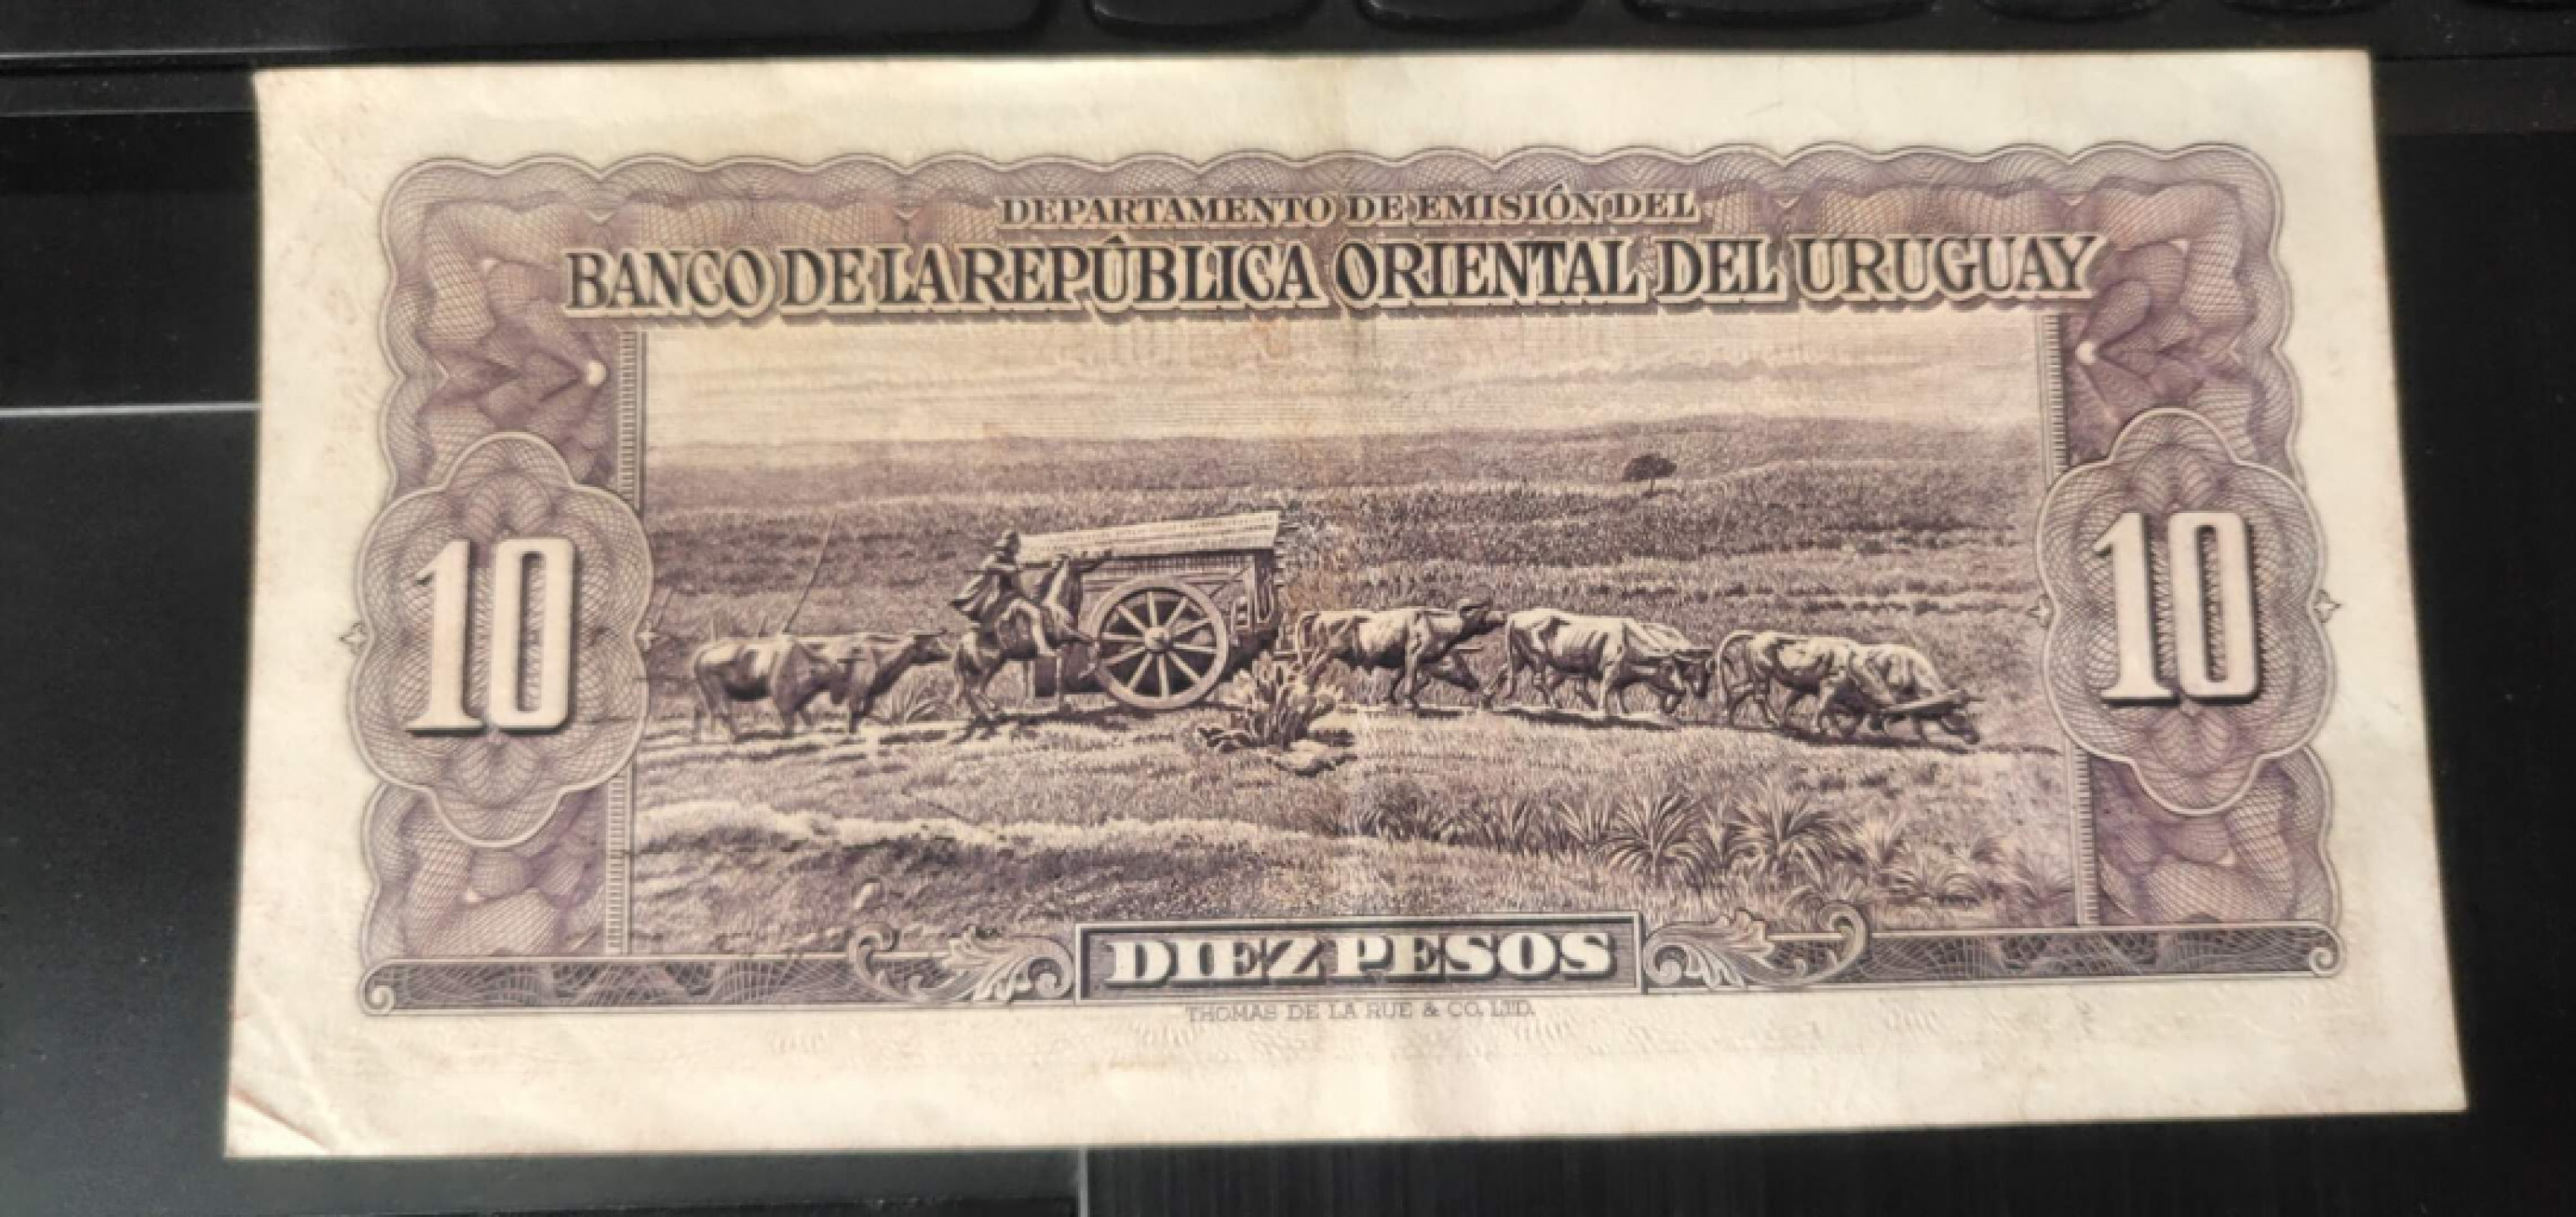 DEPARTAMENTO DE EMISIÓN DEL
BANCO DE LA REPÚBLICA ORIENTAL DEL URUGUAY
10 10
DIEZ PESOS
THOMAS DE LA RUE & CO. LTD.